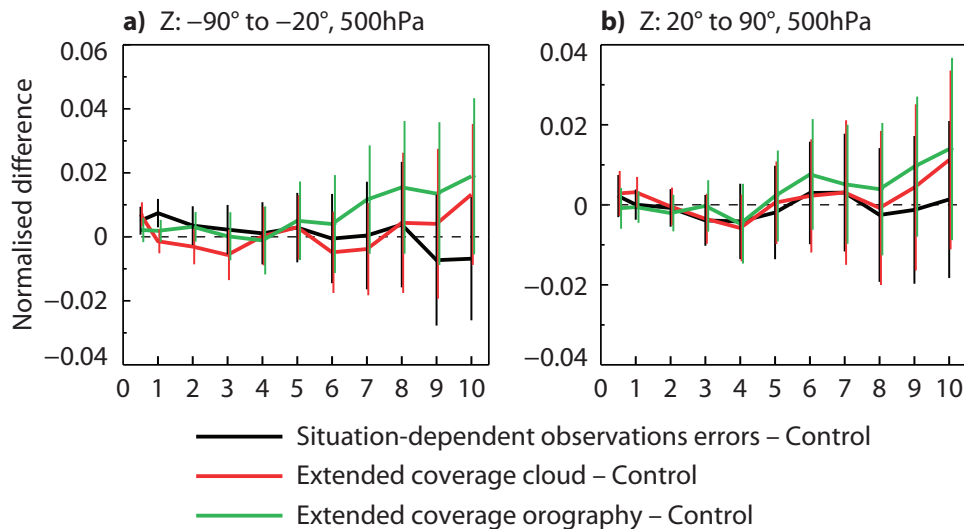 a) Z: −90° to −20°, 500hPa
b) Z: 20° to 90°, 500hPa
Normalised difference
0.06
0.04
0.02
0
−0.02
−0.04
0 1 2 3 4 5 6 7 8 9 10
0.04
0.02
0
−0.02
−0.04
0 1 2 3 4 5 6 7 8 9 10
Situation-dependent observations errors – Control
Extended coverage cloud – Control
Extended coverage orography – Control